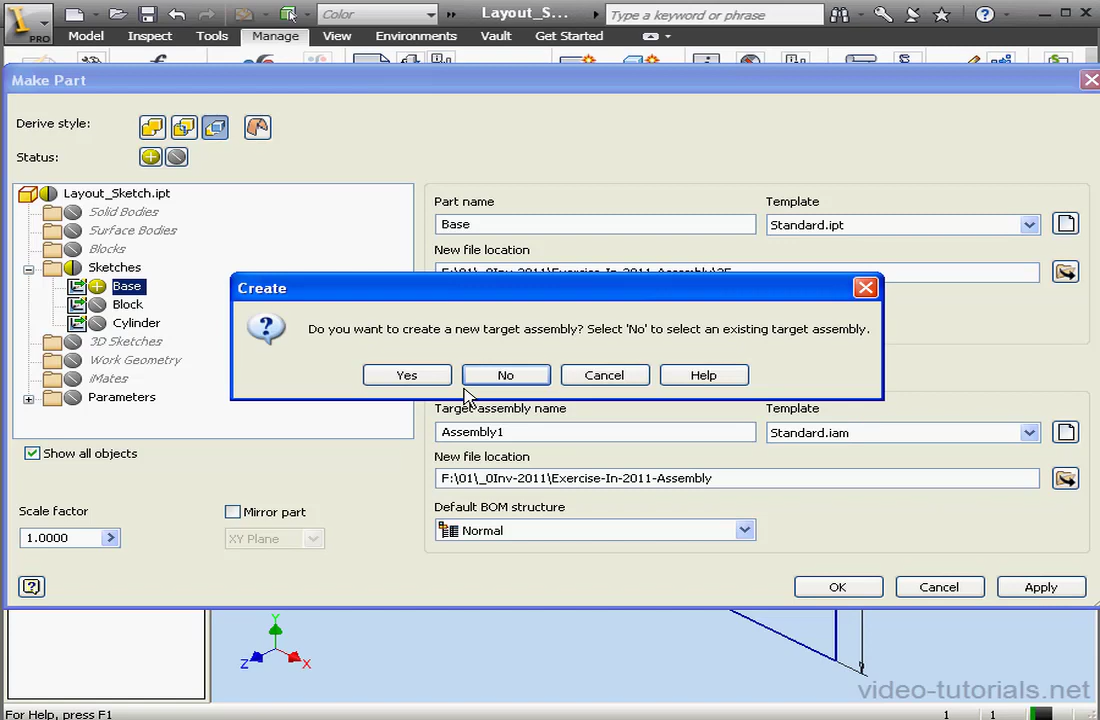 PRO
Color
Layout_S...
Type a keyword or phrase
Model
Inspect
Tools
Manage
View
Environments
Vault
Get Started
Make Part
Derive style:
Status:
Layout_Sketch.ipt
Solid Bodies
Surface Bodies
Blocks
Sketches
Base
Block
Cylinder
3D Sketches
Work Geometry
iMates
Parameters
Show all objects
Scale factor
1.0000
Mirror part
XY Plane
Part name
Base
Template
Standard.ipt
New file location
Create
Do you want to create a new target assembly? Select 'No' to select an existing target assembly.
Yes
No
Cancel
Help
Target assembly name
Assembly1
Template
Standard.iam
New file location
F:\01\_0Inv-2011\Exercise-In-2011-Assembly
Default BOM structure
Normal
OK
Cancel
Apply
Y
Z
X
video-tutorials.net
For Help, press F1
1
1